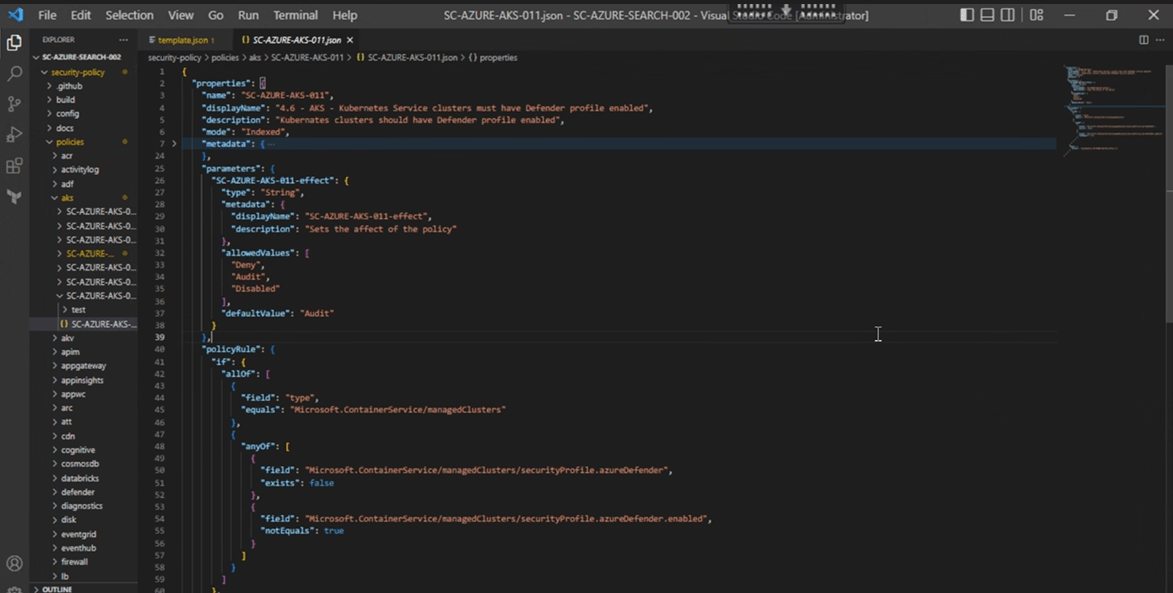 File Edit Selection View Go Run Terminal Help
SC-AZURE-AKS-011.json - SC-AZURE-SEARCH-002 - Visual Studio Code [Administrator]
EXPLORER
template.json 1
{} SC-AZURE-AKS-011.json
SC-AZURE-SEARCH-002
security-policy
.github
build
config
docs
policies
acr
activitylog
adf
aks
SC-AZURE-AKS-0...
SC-AZURE-AKS-0...
SC-AZURE-AKS-0...
SC-AZURE-...
SC-AZURE-AKS-0...
SC-AZURE-AKS-0...
SC-AZURE-AKS-0...
test
{} SC-AZURE-AKS-...
akv
apim
appgateway
appinsights
appwc
arc
att
cdn
cognitive
cosmosdb
databricks
defender
diagnostics
disk
eventgrid
eventhub
firewall
lb
OUTLINE
security-policy > policies > aks > SC-AZURE-AKS-011 > {} SC-AZURE-AKS-011.json > {} properties
1 {
2 "properties": {
3 "name": "SC-AZURE-AKS-011",
4 "displayName": "4.6 - AKS - Kubernetes Service clusters must have Defender profile enabled",
5 "description": "Kubernates clusters should have Defender profile enabled",
6 "mode": "Indexed",
7 "metadata": { ...
24 },
25 "parameters": {
26 "SC-AZURE-AKS-011-effect": {
27 "type": "String",
28 "metadata": {
29 "displayName": "SC-AZURE-AKS-011-effect",
30 "description": "Sets the affect of the policy"
31 },
32 "allowedValues": [
33 "Deny",
34 "Audit",
35 "Disabled"
36 ],
37 "defaultValue": "Audit"
38 }
39 },
40 "policyRule": {
41 "if": {
42 "allOf": [
43 {
44 "field": "type",
45 "equals": "Microsoft.ContainerService/managedClusters"
46 },
47 {
48 "anyOf": [
49 {
50 "field": "Microsoft.ContainerService/managedClusters/securityProfile.azureDefender",
51 "exists": false
52 },
53 {
54 "field": "Microsoft.ContainerService/managedClusters/securityProfile.azureDefender.enabled",
55 "notEquals": true
56 }
57 ]
58 }
59 ]
60 },